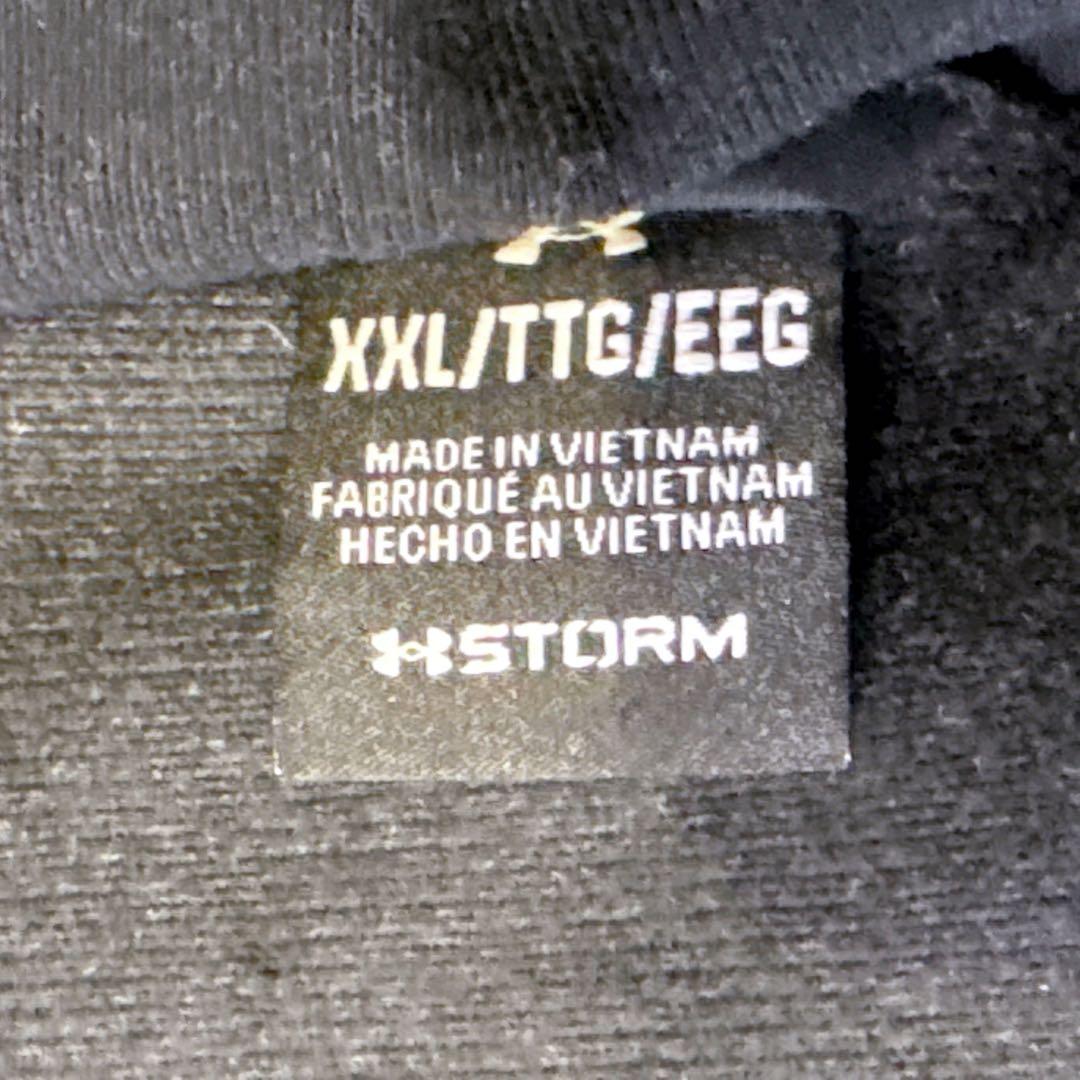 XXL/TTG/EEG
MADE IN VIETNAM
FABRIQUÉ AU VIETNAM
HECHO EN VIETNAM
STORM